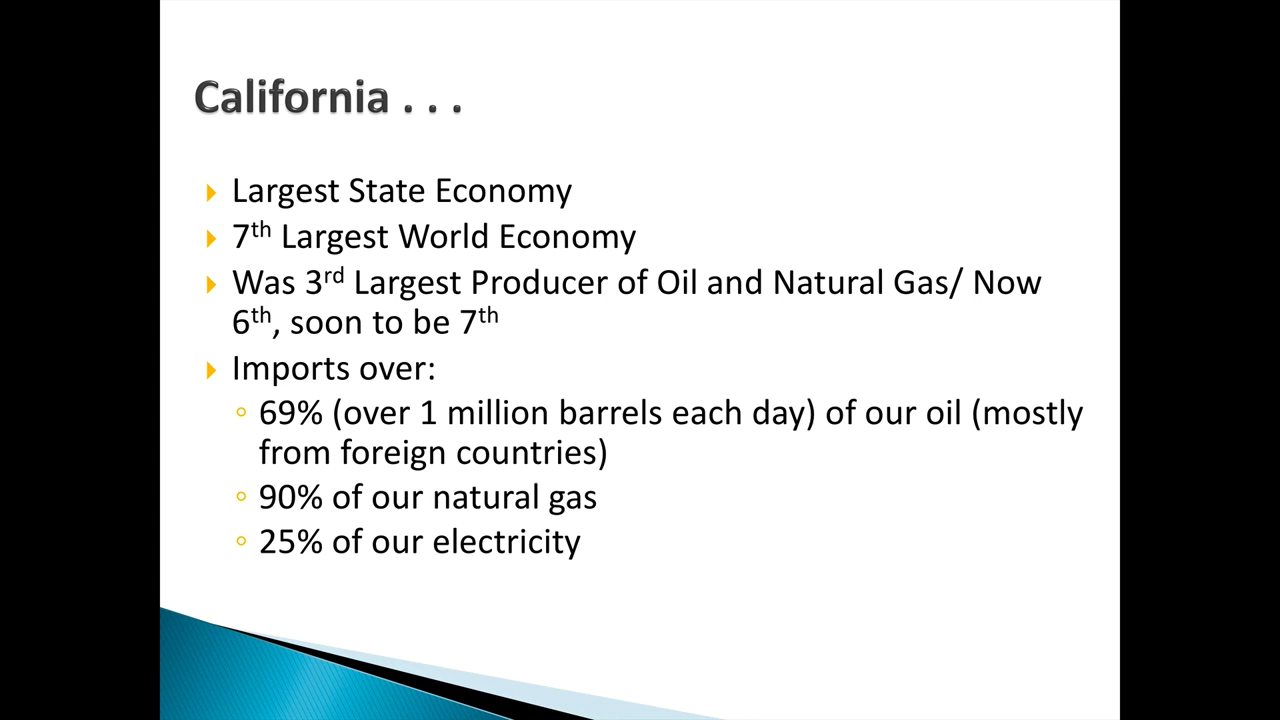 California . . .
Largest State Economy
7th Largest World Economy
Was 3rd Largest Producer of Oil and Natural Gas/ Now
6th, soon to be 7th
Imports over:
69% (over 1 million barrels each day) of our oil (mostly
from foreign countries)
90% of our natural gas
25% of our electricity